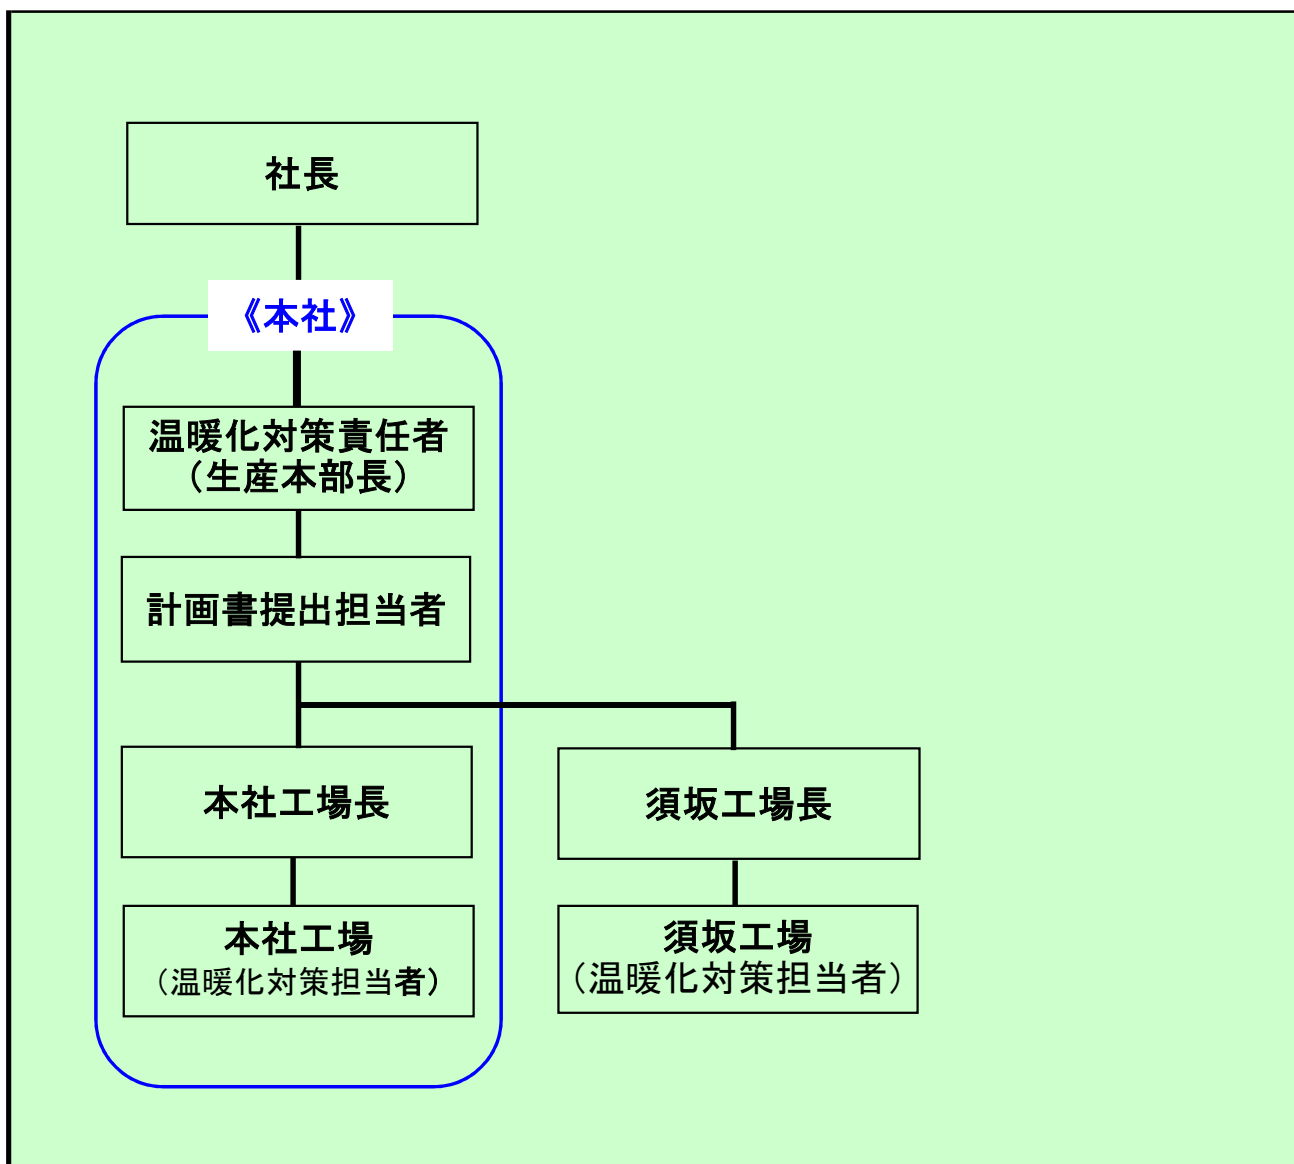 社長
《本社》
温暖化対策責任者
（生産本部長）
計画書提出担当者
本社工場長
須坂工場長
本社工場
（温暖化対策担当者）
須坂工場
（温暖化対策担当者）